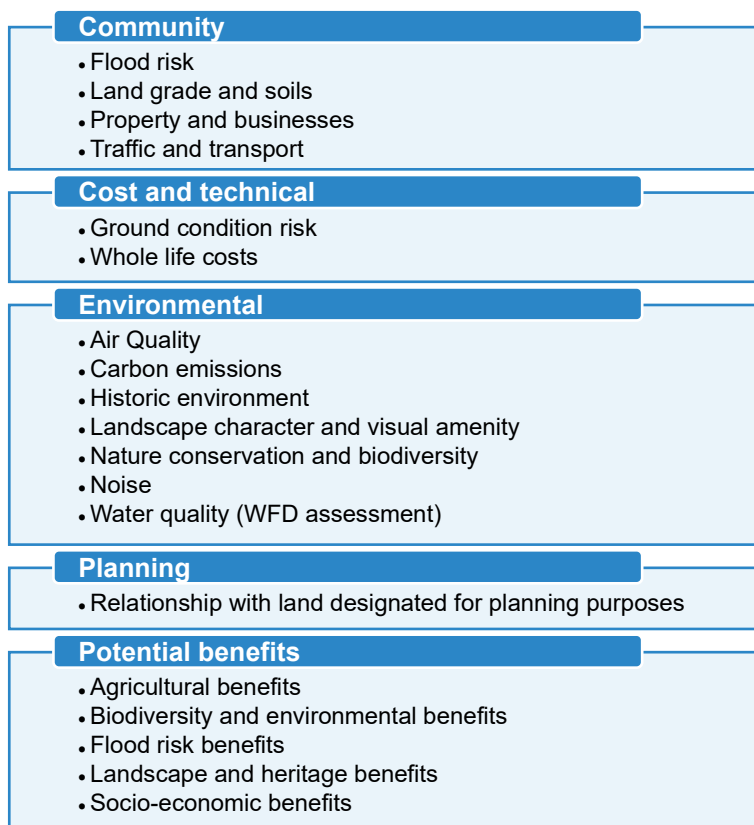 Community
• Flood risk
• Land grade and soils
• Property and businesses
• Traffic and transport
Cost and technical
• Ground condition risk
• Whole life costs
Environmental
• Air Quality
• Carbon emissions
• Historic environment
• Landscape character and visual amenity
• Nature conservation and biodiversity
• Noise
• Water quality (WFD assessment)
Planning
• Relationship with land designated for planning purposes
Potential benefits
• Agricultural benefits
• Biodiversity and environmental benefits
• Flood risk benefits
• Landscape and heritage benefits
• Socio-economic benefits